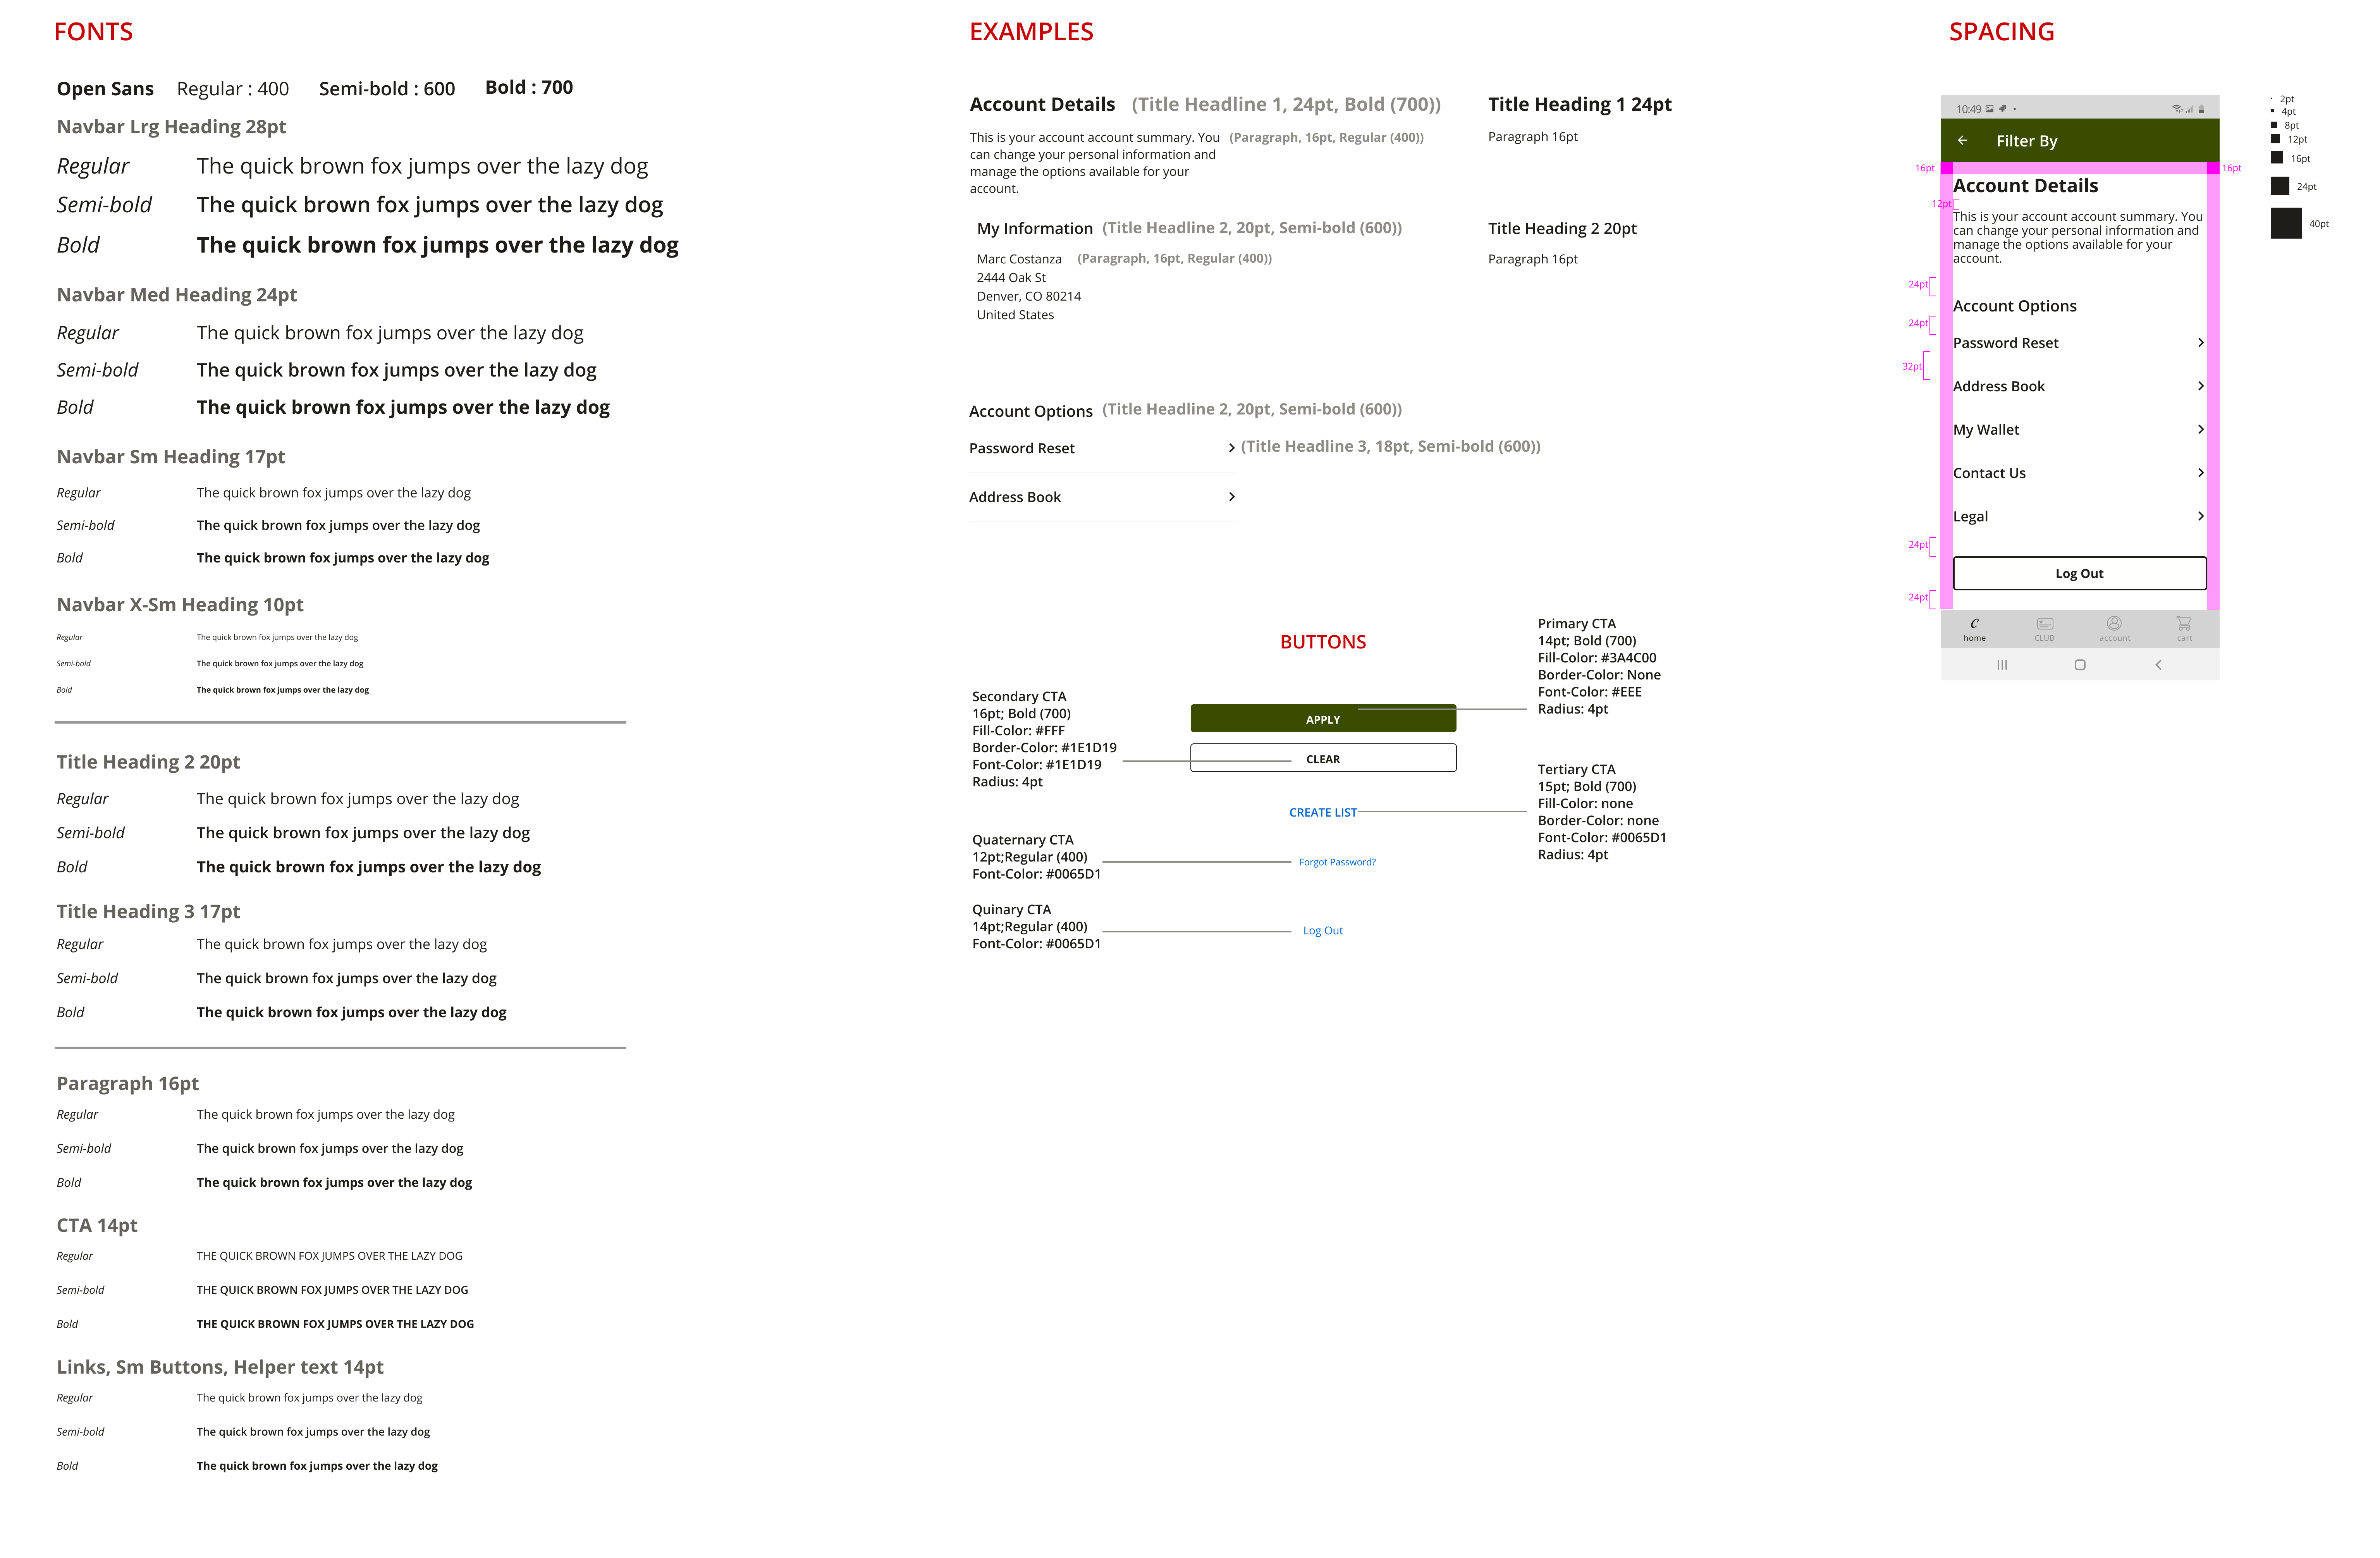 FONTS
Open Sans Regular : 400 Semi-bold : 600 Bold : 700
Navbar Lrg Heading 28pt
Regular The quick brown fox jumps over the lazy dog
Semi-bold The quick brown fox jumps over the lazy dog
Bold The quick brown fox jumps over the lazy dog
Navbar Med Heading 24pt
Regular The quick brown fox jumps over the lazy dog
Semi-bold The quick brown fox jumps over the lazy dog
Bold The quick brown fox jumps over the lazy dog
Navbar Sm Heading 17pt
Regular The quick brown fox jumps over the lazy dog
Semi-bold The quick brown fox jumps over the lazy dog
Bold The quick brown fox jumps over the lazy dog
Navbar X-Sm Heading 10pt
Regular The quick brown fox jumps over the lazy dog
Semi-bold The quick brown fox jumps over the lazy dog
Bold The quick brown fox jumps over the lazy dog
Title Heading 2 20pt
Regular The quick brown fox jumps over the lazy dog
Semi-bold The quick brown fox jumps over the lazy dog
Bold The quick brown fox jumps over the lazy dog
Title Heading 3 17pt
Regular The quick brown fox jumps over the lazy dog
Semi-bold The quick brown fox jumps over the lazy dog
Bold The quick brown fox jumps over the lazy dog
Paragraph 16pt
Regular The quick brown fox jumps over the lazy dog
Semi-bold The quick brown fox jumps over the lazy dog
Bold The quick brown fox jumps over the lazy dog
CTA 14pt
Regular THE QUICK BROWN FOX JUMPS OVER THE LAZY DOG
Semi-bold THE QUICK BROWN FOX JUMPS OVER THE LAZY DOG
Bold THE QUICK BROWN FOX JUMPS OVER THE LAZY DOG
Links, Sm Buttons, Helper text 14pt
Regular The quick brown fox jumps over the lazy dog
Semi-bold The quick brown fox jumps over the lazy dog
Bold The quick brown fox jumps over the lazy dog
EXAMPLES
Account Details (Title Headline 1, 24pt, Bold (700))
This is your account account summary. You (Paragraph, 16pt, Regular (400))
can change your personal information and
manage the options available for your
account.
Title Heading 1 24pt
Paragraph 16pt
My Information (Title Headline 2, 20pt, Semi-bold (600))
Marc Costanza (Paragraph, 16pt, Regular (400))
2444 Oak St
Denver, CO 80214
United States
Title Heading 2 20pt
Paragraph 16pt
Account Options (Title Headline 2, 20pt, Semi-bold (600))
Password Reset (Title Headline 3, 18pt, Semi-bold (600))
Address Book
BUTTONS
Secondary CTA
16pt; Bold (700)
Fill-Color: #FFF
Border-Color: #1E1D19
Font-Color: #1E1D19
Radius: 4pt
Quaternary CTA
12pt;Regular (400)
Font-Color: #0065D1
Quinary CTA
14pt;Regular (400)
Font-Color: #0065D1
APPLY
CLEAR
CREATE LIST
Forgot Password?
Log Out
Primary CTA
14pt; Bold (700)
Fill-Color: #3A4C00
Border-Color: None
Font-Color: #EEE
Radius: 4pt
Tertiary CTA
15pt; Bold (700)
Fill-Color: none
Border-Color: none
Font-Color: #0065D1
Radius: 4pt
SPACING
10:49
Filter By
16pt 16pt
Account Details
12pt
This is your account account summary. You
can change your personal information and
manage the options available for your
account.
24pt
Account Options
24pt
Password Reset
32pt
Address Book
My Wallet
Contact Us
Legal
24pt
Log Out
24pt
home CLUB account cart
2pt
4pt
8pt
12pt
16pt
24pt
40pt